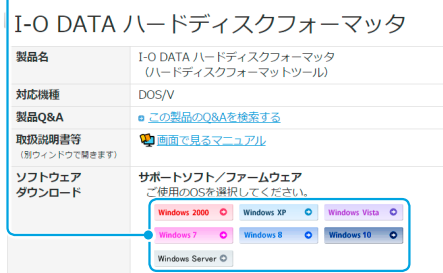 I-O DATA ハードディスクフォーマッタ
製品名
I-O DATA ハードディスクフォーマッタ
（ハードディスクフォーマットツール）
対応機種
DOS/V
製品Q&A
この製品のQ&Aを検索する
取扱説明書等
（別ウィンドウで開きます）
画面で見るマニュアル
ソフトウェア
ダウンロード
サポートソフト／ファームウェア
ご使用のOSを選択してください。
Windows 2000
Windows XP
Windows Vista
Windows 7
Windows 8
Windows 10
Windows Server